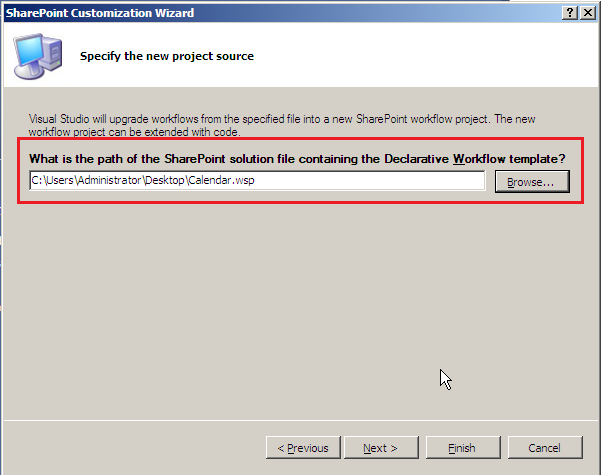 SharePoint Customization Wizard
Specify the new project source
Visual Studio will upgrade workflows from the specified file into a new SharePoint workflow project. The new
workflow project can be extended with code.
What is the path of the SharePoint solution file containing the Declarative Workflow template?
C:\Users\Administrator\Desktop\Calendar.wsp
Browse...
< Previous
Next >
Finish
Cancel